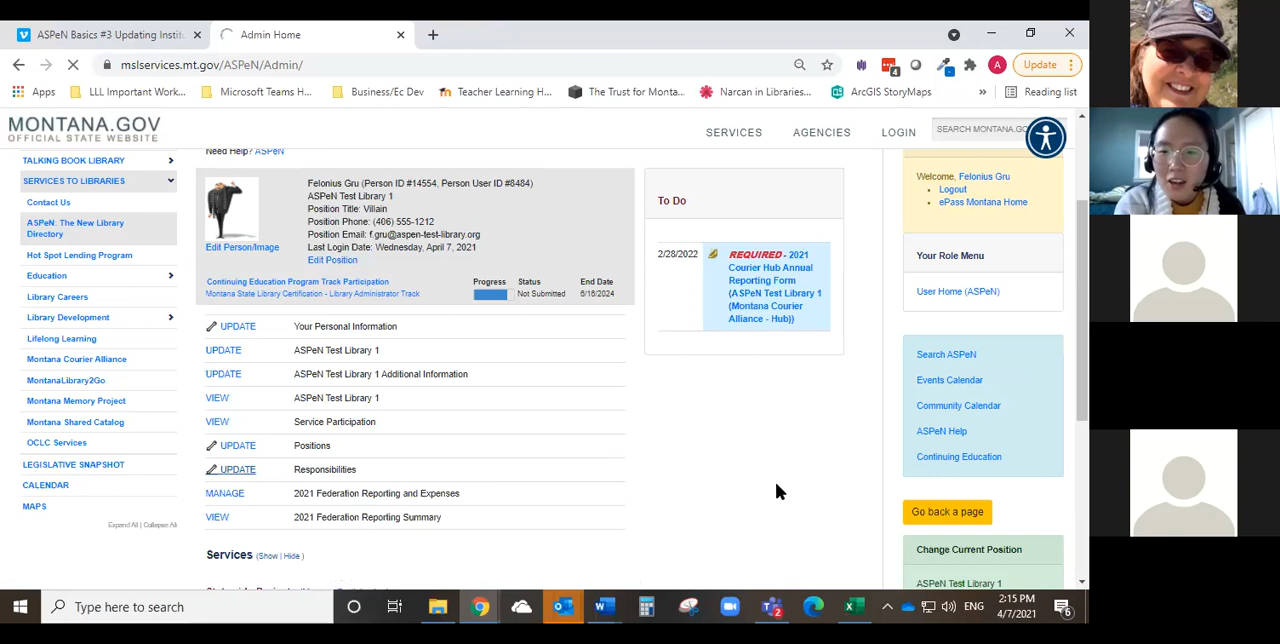 ASPeN Basics #3 Updating Instit
Admin Home
mslservices.mt.gov/ASPeN/Admin/
Update
Apps
LLL Important Work...
Microsoft Teams H...
Business/Ec Dev
Teacher Learning H...
The Trust for Monta...
Narcan in Libraries...
ArcGIS StoryMaps
»
Reading list
MONTANA.GOV
OFFICIAL STATE WEBSITE
SERVICES
AGENCIES
LOGIN
SEARCH MONTANA.GO
TALKING BOOK LIBRARY
SERVICES TO LIBRARIES
Contact Us
ASPeN: The New Library
Directory
Hot Spot Lending Program
Education
Library Careers
Library Development
Lifelong Learning
Montana Courier Alliance
MontanaLibrary2Go
Montana Memory Project
Montana Shared Catalog
OCLC Services
LEGISLATIVE SNAPSHOT
CALENDAR
MAPS
Expand All | Collapse All
Need Help? ASPeN
Felonius Gru (Person ID #14554, Person User ID #8484)
ASPeN Test Library 1
Position Title: Villain
Position Phone: (406) 555-1212
Position Email: f.gru@aspen-test-library.org
Last Login Date: Wednesday, April 7, 2021
Edit Position
Edit Person/Image
Continuing Education Program Track Participation
Progress
Status
End Date
Montana State Library Certification - Library Administrator Track
Not Submitted
6/16/2024
UPDATE
Your Personal Information
UPDATE
ASPeN Test Library 1
UPDATE
ASPeN Test Library 1 Additional Information
VIEW
ASPeN Test Library 1
VIEW
Service Participation
UPDATE
Positions
UPDATE
Responsibilities
MANAGE
2021 Federation Reporting and Expenses
VIEW
2021 Federation Reporting Summary
Services (Show | Hide )
To Do
2/28/2022
REQUIRED - 2021
Courier Hub Annual
Reporting Form
(ASPeN Test Library 1
(Montana Courier
Alliance - Hub))
Welcome, Felonius Gru
Logout
ePass Montana Home
Your Role Menu
User Home (ASPeN)
Search ASPeN
Events Calendar
Community Calendar
ASPeN Help
Continuing Education
Go back a page
Change Current Position
ASPeN Test Library 1
Type here to search
ENG
2:15 PM
4/7/2021